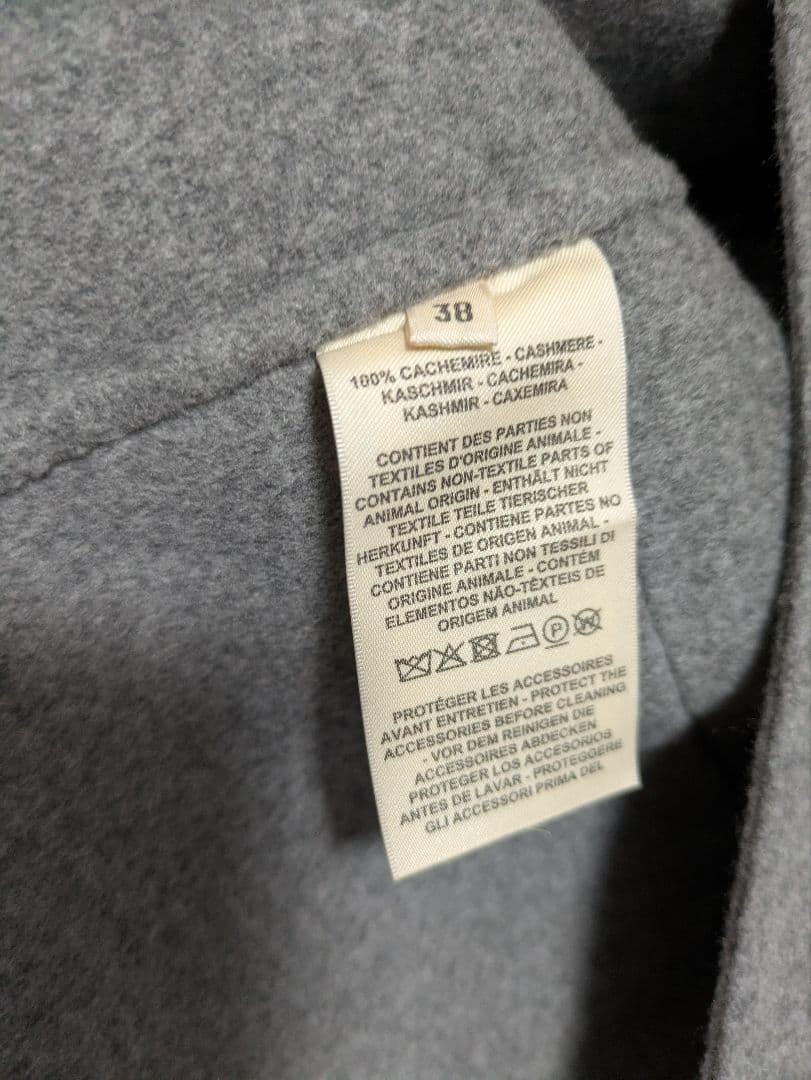 38
100% CACHEMIRE - CASHMERE -
KASCHMIR - CACHEMIRA -
KASHMIR - CAXEMIRA
CONTIENT DES PARTIES NON
TEXTILES D'ORIGINE ANIMALE -
CONTAINS NON-TEXTILE PARTS OF
ANIMAL ORIGIN - ENTHÄLT NICHT
TEXTILE TEILE TIERISCHER
HERKUNFT - CONTIENE PARTES NO
TEXTILES DE ORIGEN ANIMAL -
CONTIENE PARTI NON TESSILI DI
ORIGINE ANIMALE - CONTÉM
ELEMENTOS NÃO-TÊXTEIS DE
ORIGEM ANIMAL
P W
PROTÉGER LES ACCESSOIRES
AVANT ENTRETIEN - PROTECT THE
ACCESSORIES BEFORE CLEANING
- VOR DEM REINIGEN DIE
ACCESSOIRES ABDECKEN
PROTEGER LOS ACCESORIOS
ANTES DE LAVAR - PROTEGGERE
GLI ACCESSORI PRIMA DEL